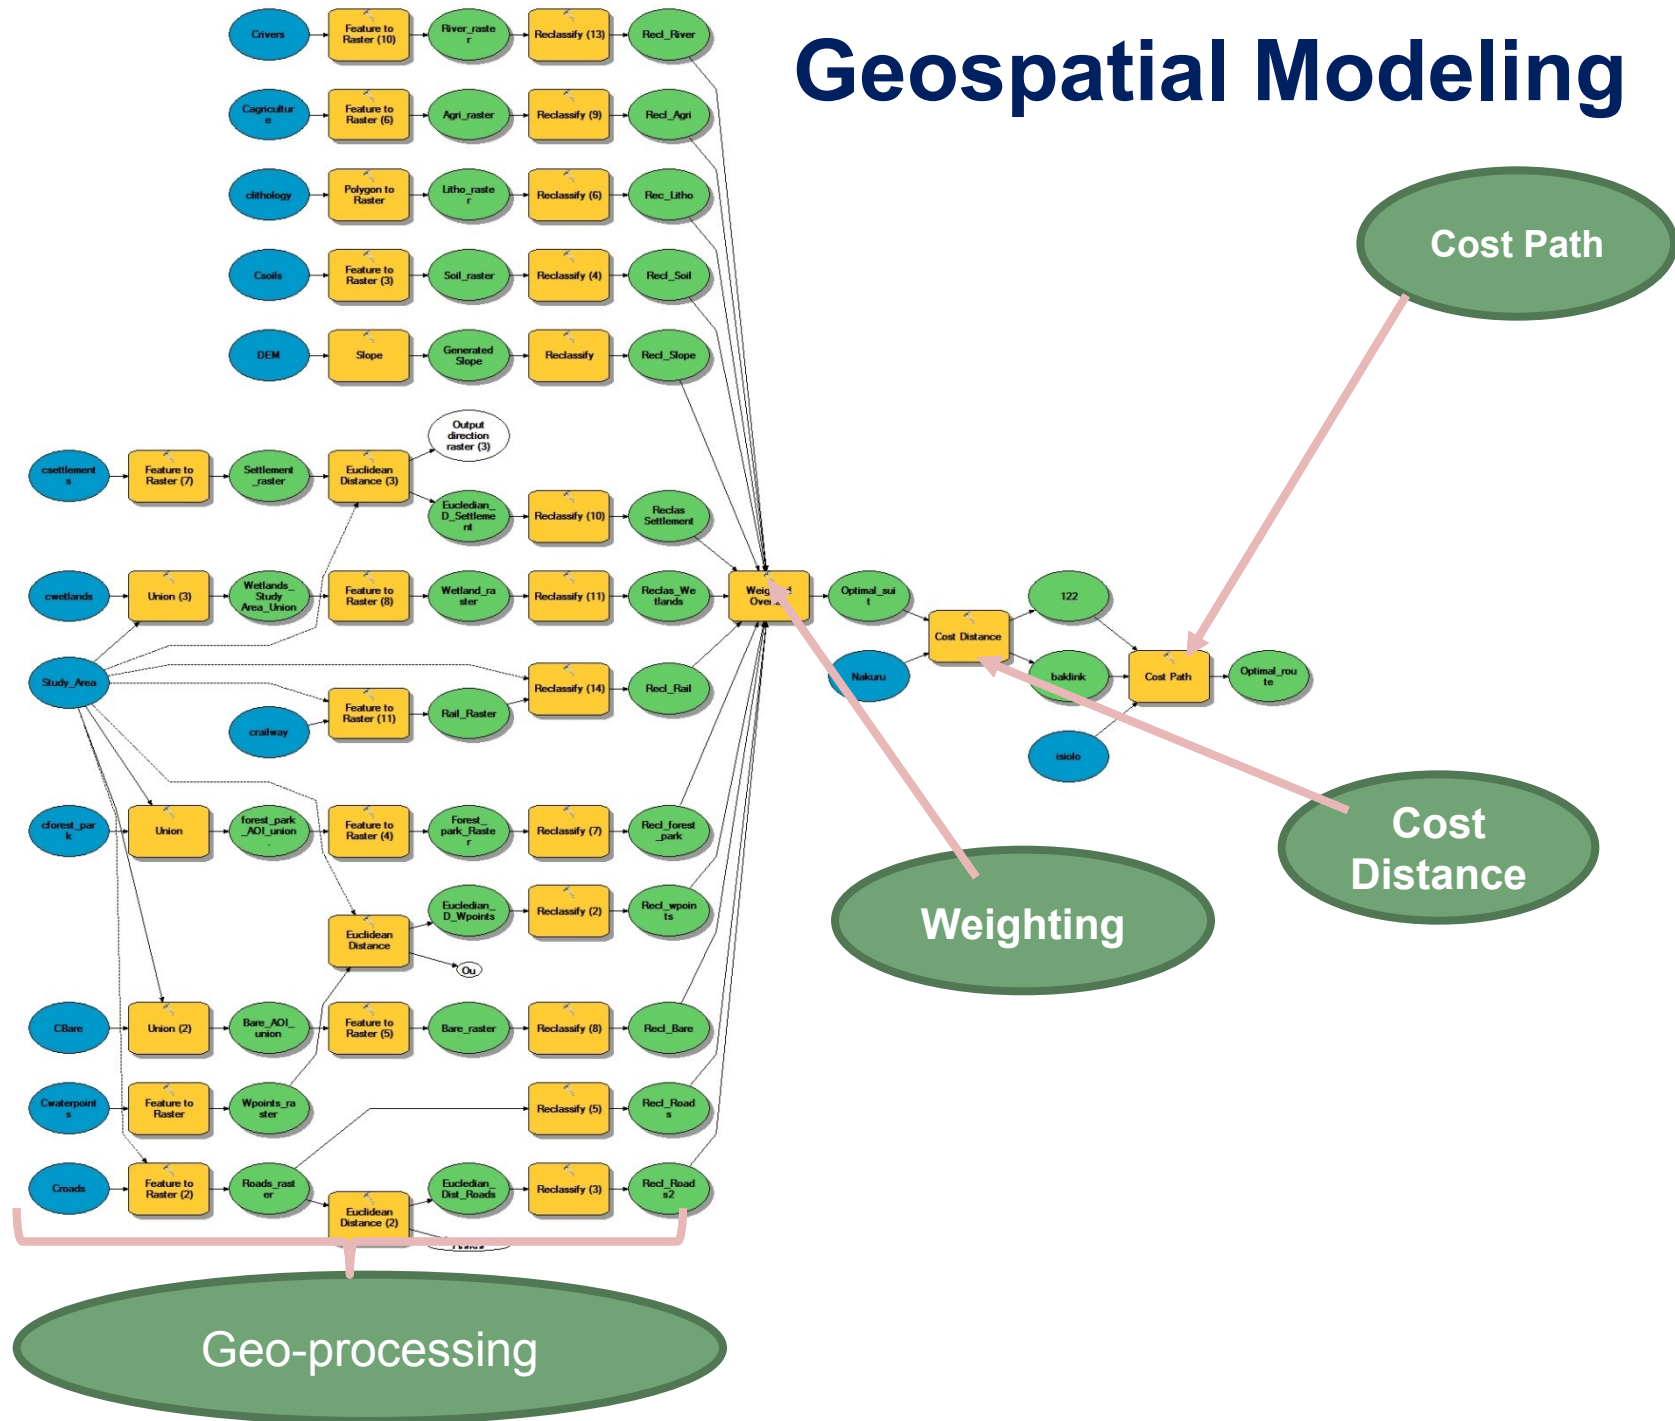 Geospatial Modeling
Crivers
Feature to
Raster (10)
River_raste
r
Reclassify (13)
Recl_River
Cagricultur
e
Feature to
Raster (6)
Agri_raster
Reclassify (9)
Recl_Agri
clithology
Polygon to
Raster
Litho_raste
r
Reclassify (6)
Rec_Litho
Csoils
Feature to
Raster (3)
Soil_raster
Reclassify (4)
Recl_Soil
DEM
Slope
Generated
Slope
Reclassify
Recl_Slope
Output
direction
raster (3)
csettlement
s
Feature to
Raster (7)
Settlement
_raster
Euclidean
Distance (3)
Eucledian_
D_Settleme
nt
Reclassify (10)
Reclas
Settlement
cwetlands
Union (3)
Wetlands_
Study
Area_Union
Feature to
Raster (8)
Wetland_ra
ster
Reclassify (11)
Reclas_We
tlands
Optimal_sui
t
Cost Distance
122
Study_Area
Nakuru
baklink
Cost Path
Optimal_rou
te
isiolo
crailway
Feature to
Raster (11)
Rail_Raster
Reclassify (14)
Recl_Rail
cforest_par
k
Union
forest_park
_AOI_union
Feature to
Raster (4)
Forest_
park_Raste
r
Reclassify (7)
Recl_forest
_park
Euclidean
Distance
Eucledian_
D_Wpoints
Reclassify (2)
Recl_wpoin
ts
Ou
CBare
Union (2)
Bare_AOI_
union
Feature to
Raster (5)
Bare_raster
Reclassify (8)
Recl_Bare
Cwaterpoint
s
Feature to
Raster
Wpoints_ra
ster
Reclassify (5)
Recl_Road
s
Croads
Feature to
Raster (2)
Roads_rast
er
Euclidean
Distance (2)
Eucledian_
Dist_Roads
Reclassify (3)
Recl_Road
s2
Cost Path
Cost
Distance
Weighting
Geo-processing